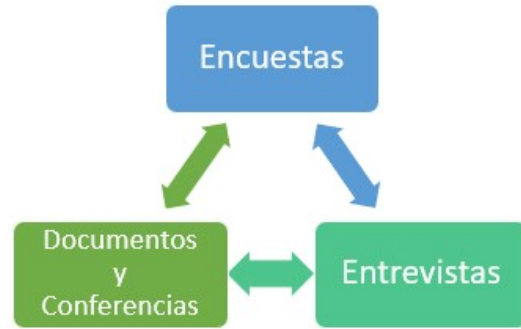 Encuestas
Documentos
y
Conferencias
Entrevistas